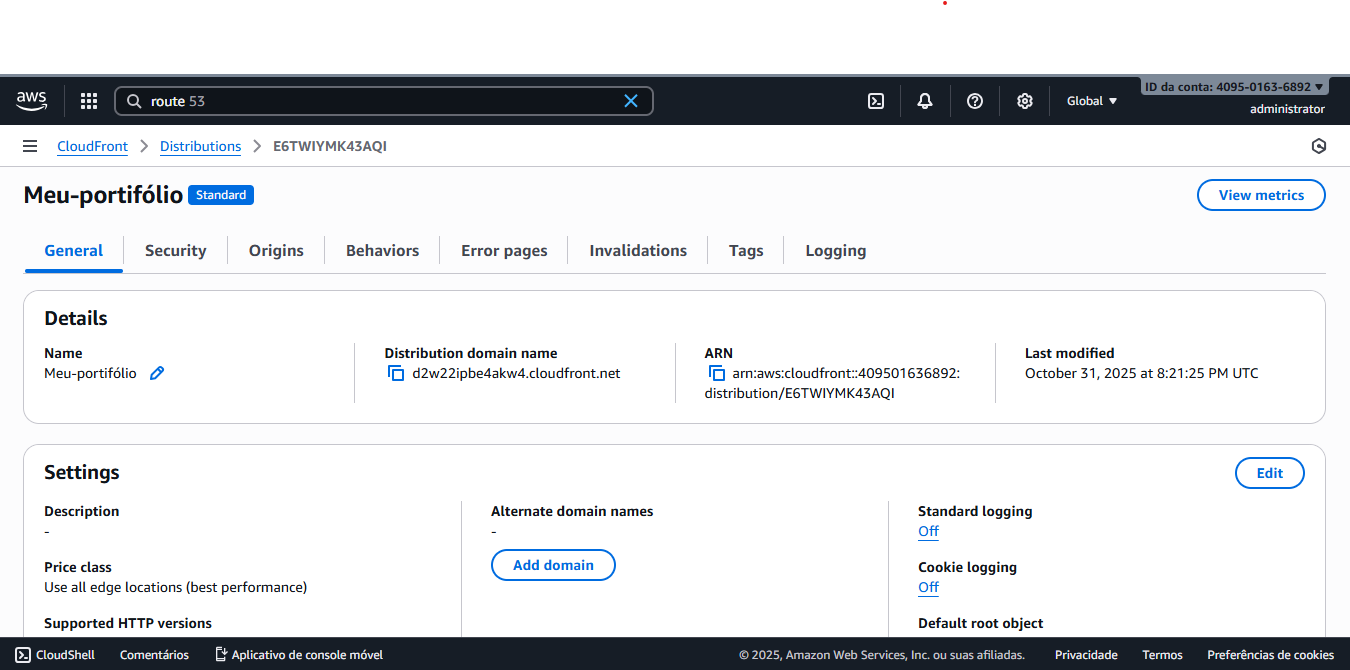 aws
route 53
Global
ID da conta: 4095-0163-6892
administrator
CloudFront
Distributions
E6TWIYMK43AQI
Meu-portifólio
Standard
View metrics
General
Security
Origins
Behaviors
Error pages
Invalidations
Tags
Logging
Details
Name
Meu-portifólio
Distribution domain name
d2w22ipbe4akw4.cloudfront.net
ARN
arn:aws:cloudfront::409501636892:
distribution/E6TWIYMK43AQI
Last modified
October 31, 2025 at 8:21:25 PM UTC
Settings
Edit
Description
-
Price class
Use all edge locations (best performance)
Supported HTTP versions
Alternate domain names
-
Add domain
Standard logging
Off
Cookie logging
Off
Default root object
CloudShell
Comentários
Aplicativo de console móvel
© 2025, Amazon Web Services, Inc. ou suas afiliadas.
Privacidade
Termos
Preferências de cookies